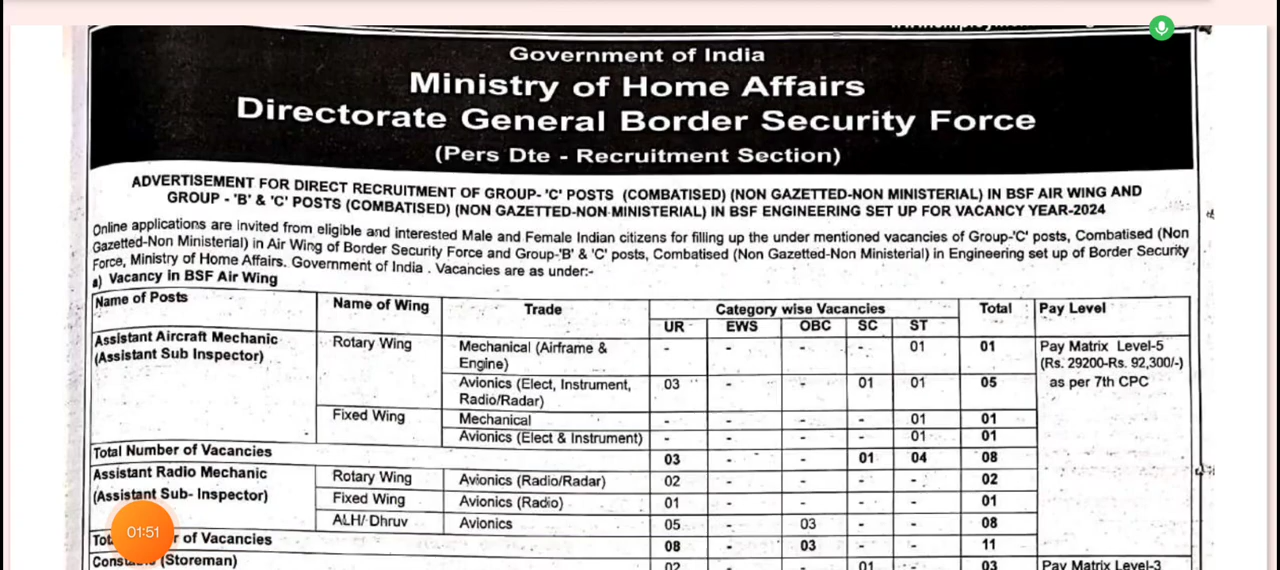 Government of India
Ministry of Home Affairs
Directorate General Border Security Force
(Pers Dte - Recruitment Section)
ADVERTISEMENT FOR DIRECT RECRUITMENT OF GROUP- 'C' POSTS (COMBATISED) (NON GAZETTED-NON MINISTERIAL) IN BSF AIR WING AND
GROUP - 'B' & 'C' POSTS (COMBATISED) (NON GAZETTED-NON-MINISTERIAL) IN BSF ENGINEERING SET UP FOR VACANCY YEAR-2024
Online applications are invited from eligible and interested Male and Female Indian citizens for filling up the under mentioned vacancies of Group-'C' posts, Combatised (Non
Gazetted-Non Ministerial) in Air Wing of Border Security Force and Group-'B' & 'C' posts, Combatised (Non Gazetted-Non Ministerial) in Engineering set up of Border Security
Force, Ministry of Home Affairs. Government of India . Vacancies are as under:-
a) Vacancy in BSF Air Wing
Name of Posts Name of Wing Trade Category wise Vacancies Total Pay Level
UR EWS OBC SC ST
Assistant Aircraft Mechanic Rotary Wing Mechanical (Airframe & - - - - 01 01 Pay Matrix Level-5
(Assistant Sub Inspector) Engine) (Rs. 29200-Rs. 92,300/-)
Avionics (Elect, Instrument, 03 - - 01 01 05 as per 7th CPC
Radio/Radar)
Fixed Wing Mechanical - - - - 01 01
Avionics (Elect & Instrument) - - - - 01 01
Total Number of Vacancies 03 - - 01 04 08
Assistant Radio Mechanic Rotary Wing Avionics (Radio/Radar) 02 - - - - 02
(Assistant Sub- Inspector) Fixed Wing Avionics (Radio) 01 - - - - 01
ALH/ Dhruv Avionics 05 - 03 - - 08
01:51
r of Vacancies 08 - 03 - - 11
(Storeman) 02 01 03 Pay Matrix Level-3